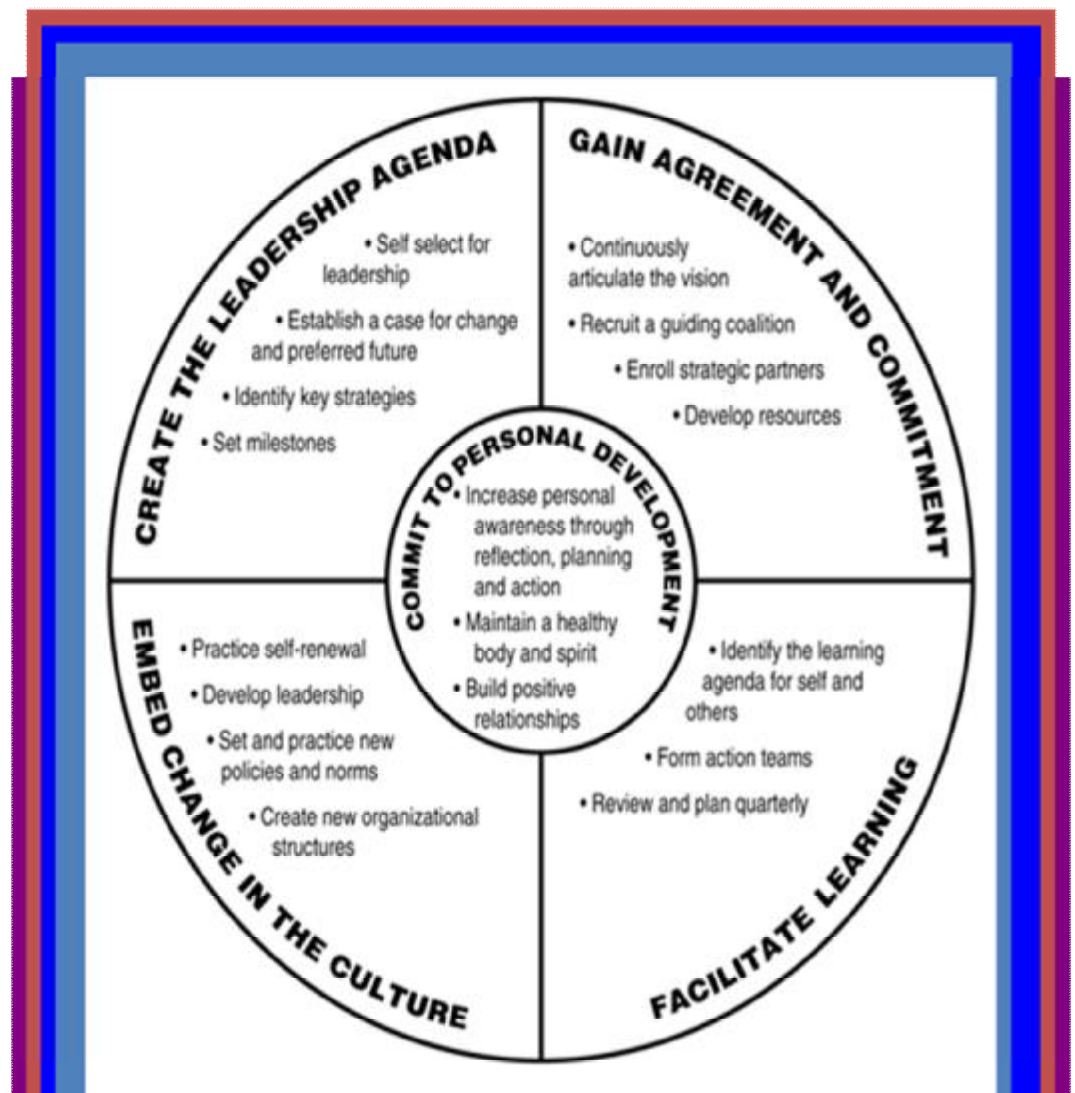 CREATE THE LEADERSHIP AGENDA
• Self select for
leadership
• Establish a case for change
and preferred future
• Identify key strategies
• Set milestones
GAIN AGREEMENT AND COMMITMENT
• Continuously
articulate the vision
• Recruit a guiding coalition
• Enroll strategic partners
• Develop resources
COMMIT TO PERSONAL DEVELOPMENT
• Increase personal
awareness through
reflection, planning
and action
• Maintain a healthy
body and spirit
• Build positive
relationships
EMBED CHANGE IN THE CULTURE
• Practice self-renewal
• Develop leadership
• Set and practice new
policies and norms
• Create new organizational
structures
• Identify the learning
agenda for self and
others
• Form action teams
• Review and plan quarterly
FACILITATE LEARNING